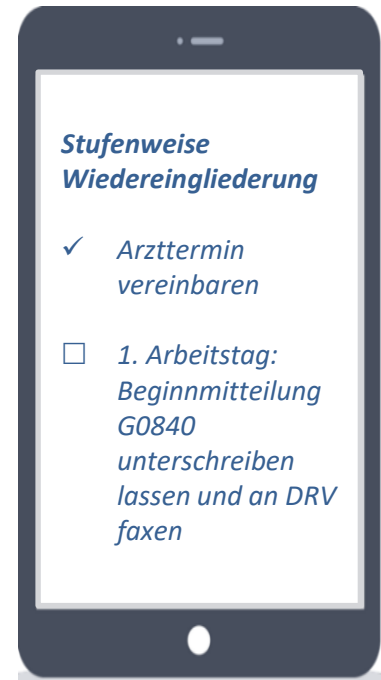 Stufenweise
Wiedereingliederung
✓ Arzttermin
vereinbaren
☐ 1. Arbeitstag:
Beginnmitteilung
G0840
unterschreiben
lassen und an DRV
faxen